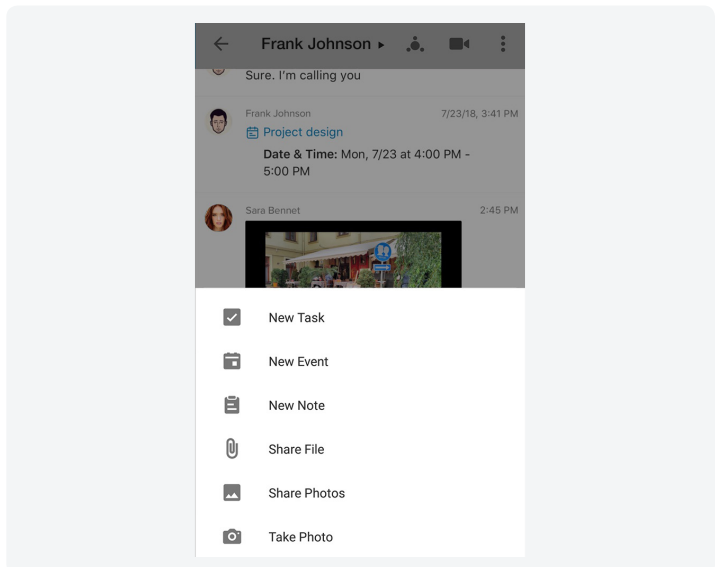 Frank Johnson
Sure. I'm calling you
Frank Johnson 7/23/18, 3:41 PM
Project design
Date & Time: Mon, 7/23 at 4:00 PM -
5:00 PM
Sara Bennet 2:45 PM
New Task
New Event
New Note
Share File
Share Photos
Take Photo